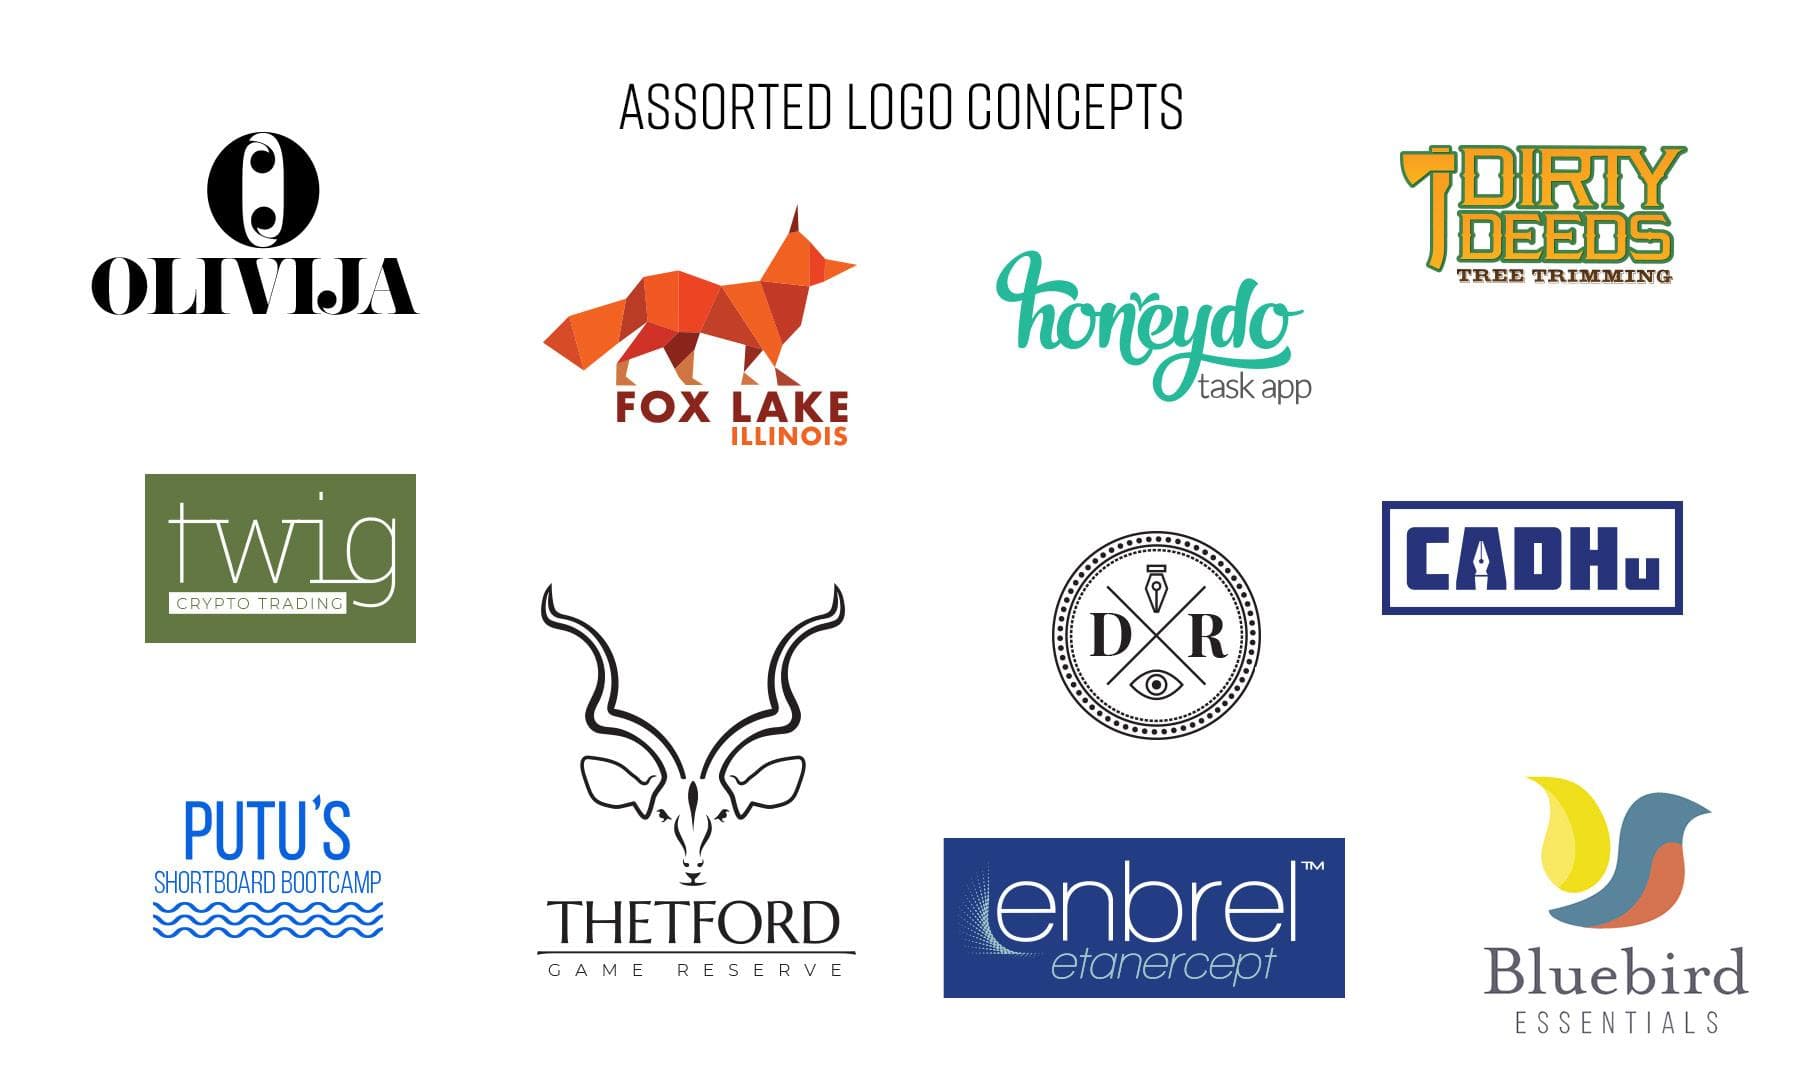 ASSORTED LOGO CONCEPTS
OLIVIJA
FOX LAKE
ILLINOIS
honeydo
task app
DIRTY
DEEDS
TREE TRIMMING
twig
CRYPTO TRADING
THETFORD
GAME RESERVE
D R
CADHu
PUTU'S
SHORTBOARD BOOTCAMP
enbrel™
etanercept
Bluebird
ESSENTIALS